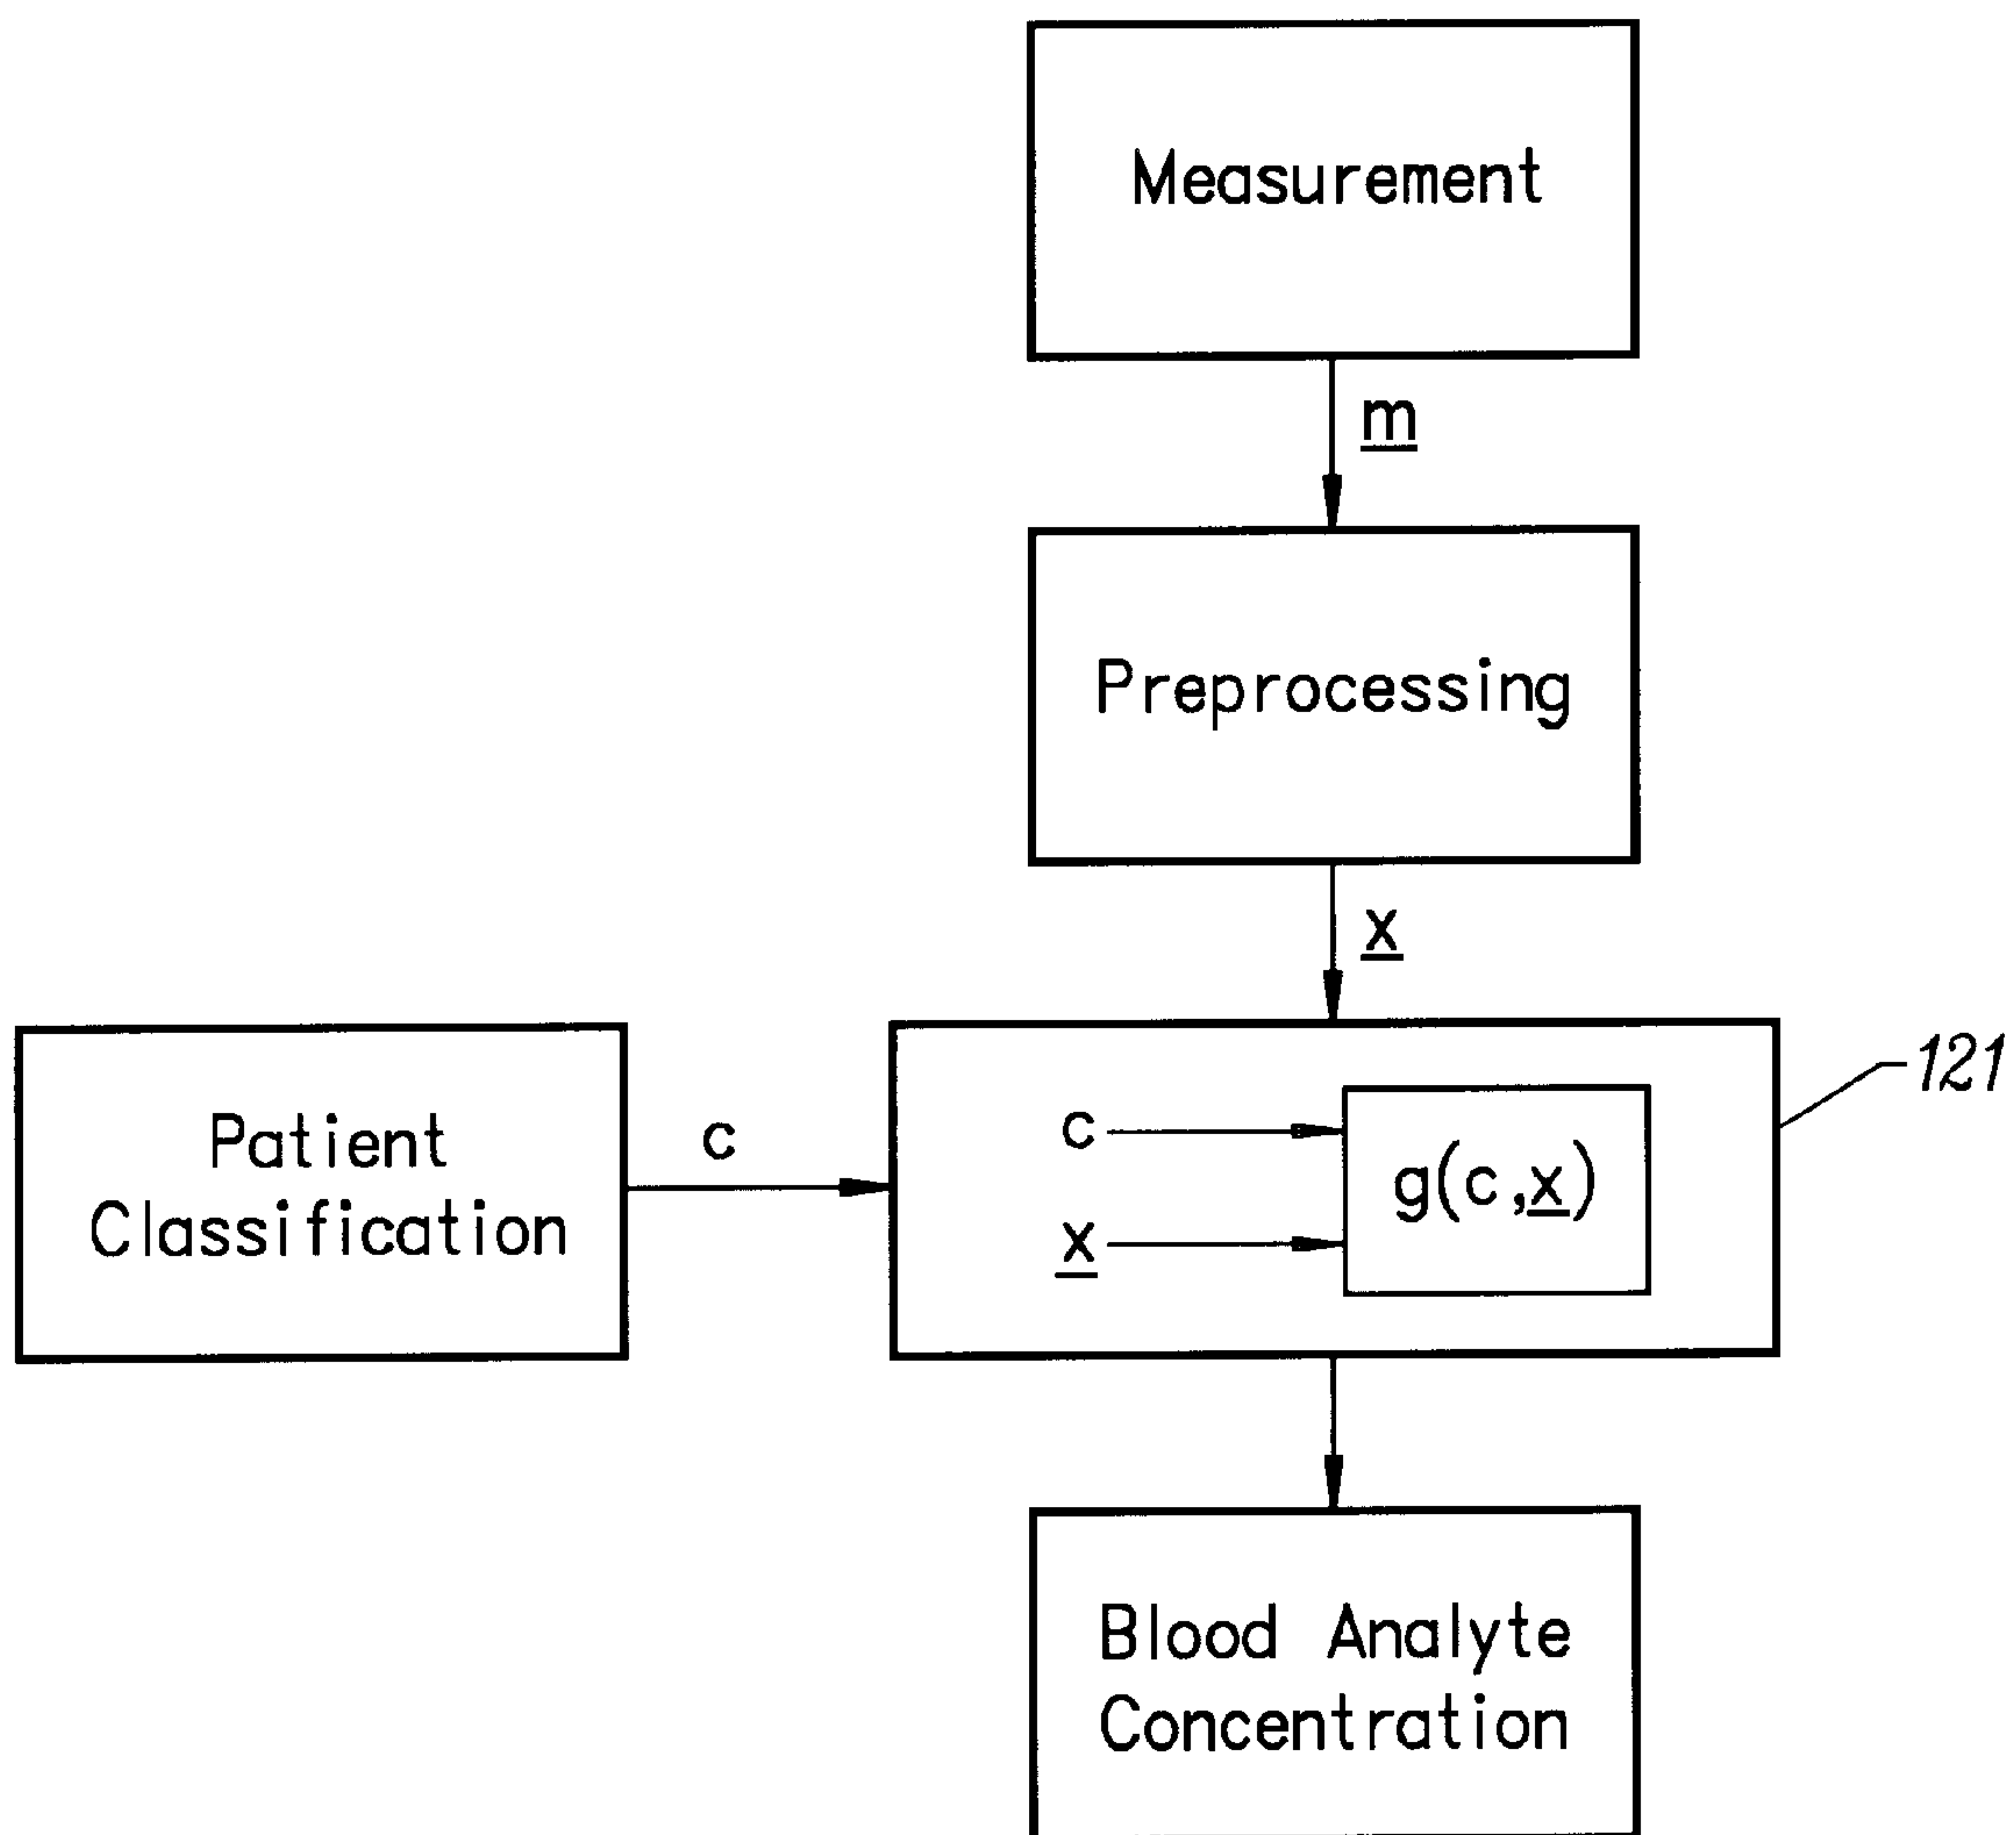 Measurement
m
Preprocessing
x
Patient
Classification
c
c
x
g(c,x)
121
Blood Analyte
Concentration